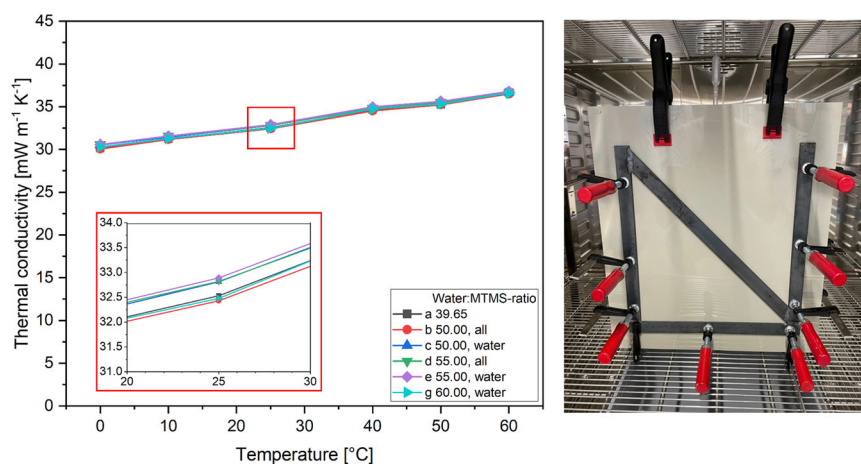 45
40
35
30
25
20
15
10
5
0
Thermal conductivity [mW m⁻¹ K⁻¹]
34.0
33.5
33.0
32.5
32.0
31.5
31.0
20 25 30
Water:MTMS-ratio
a 39.65
b 50.00, all
c 50.00, water
d 55.00, all
e 55.00, water
g 60.00, water
0 10 20 30 40 50 60
Temperature [°C]